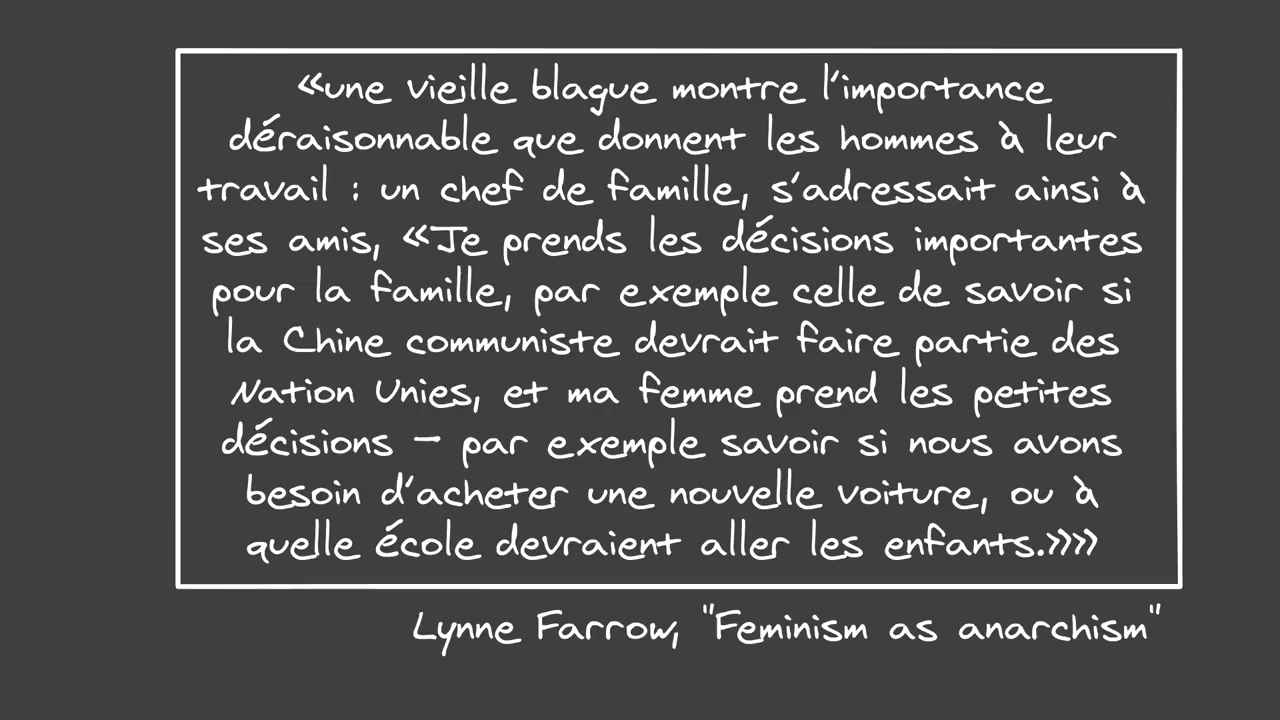 «une vieille blague montre l'importance
déraisonnable que donnent les hommes à leur
travail : un chef de famille, s'adressait ainsi à
ses amis, «Je prends les décisions importantes
pour la famille, par exemple celle de savoir si
la Chine communiste devrait faire partie des
Nation Unies, et ma femme prend les petites
décisions – par exemple savoir si nous avons
besoin d'acheter une nouvelle voiture, ou à
quelle école devraient aller les enfants.»»
Lynne Farrow, "Feminism as anarchism"